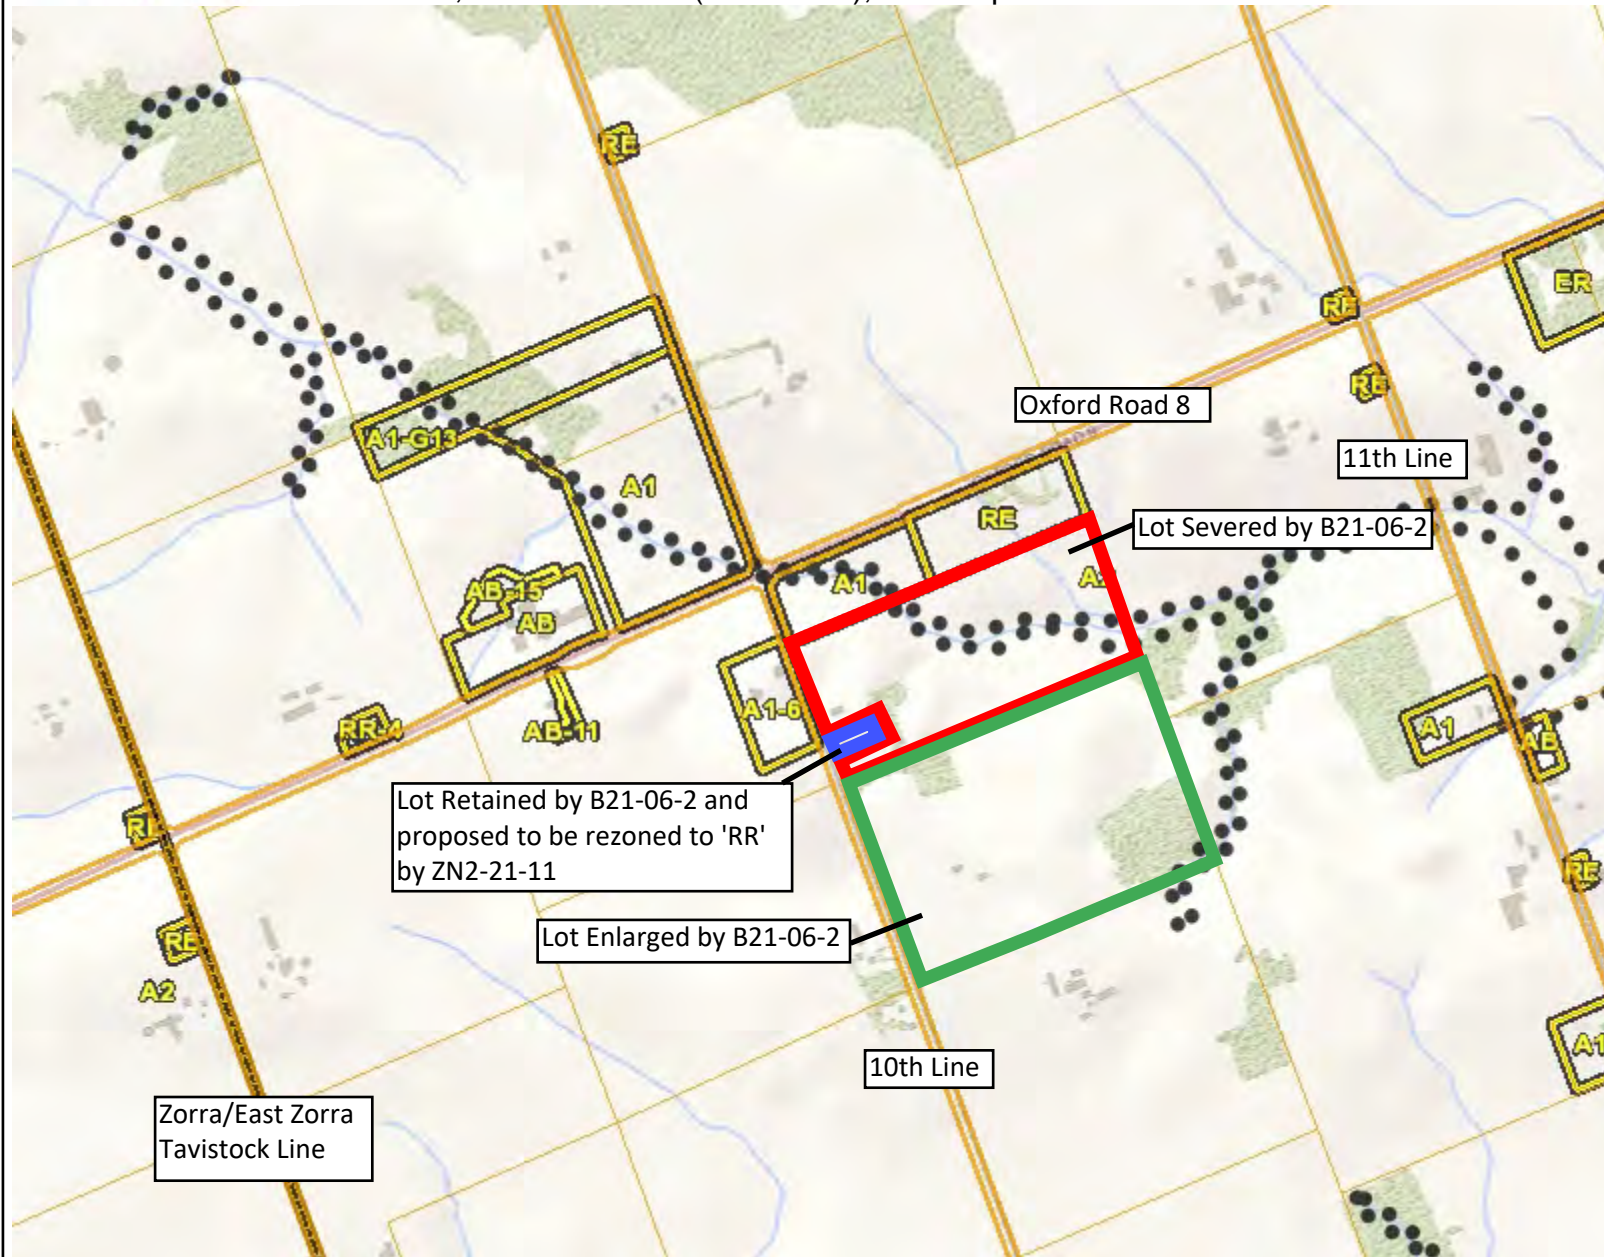 RE
ER
RE
RE
Oxford Road 8
A1-G13
11th Line
A1
RE
Lot Severed by B21-06-2
A1
AB-15
AB
A1-6
RR-4
AB-11
A1
AB
Lot Retained by B21-06-2 and
proposed to be rezoned to 'RR'
by ZN2-21-11
RE
Lot Enlarged by B21-06-2
RE
A2
10th Line
A1
Zorra/East Zorra
Tavistock Line